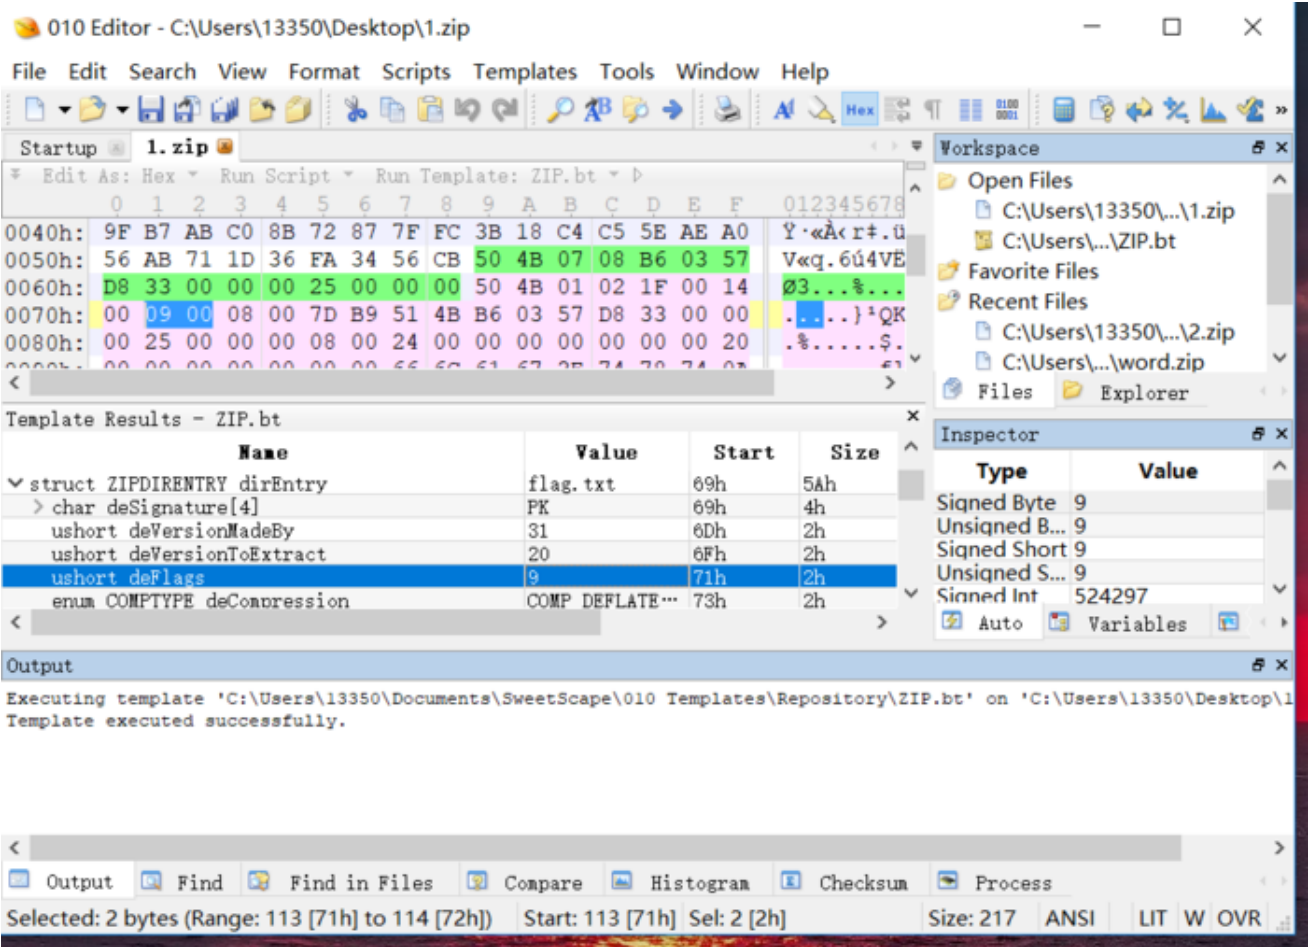 010 Editor - C:\Users\13350\Desktop\1.zip
File Edit Search View Format Scripts Templates Tools Window Help
Startup 1.zip
Edit As: Hex Run Script Run Template: ZIP.bt
0 1 2 3 4 5 6 7 8 9 A B C D E F 012345678
0040h: 9F B7 AB C0 8B 72 87 7F FC 3B 18 C4 C5 5E AE A0 Ÿ·«À‹r‡.ü
0050h: 56 AB 71 1D 36 FA 34 56 CB 50 4B 07 08 B6 03 57 V«q.6ú4VË
0060h: D8 33 00 00 00 25 00 00 00 50 4B 01 02 1F 00 14 Ø3...%...
0070h: 00 09 00 08 00 7D B9 51 4B B6 03 57 D8 33 00 00 .....}¹QK
0080h: 00 25 00 00 00 08 00 24 00 00 00 00 00 00 00 20 .%.....$.
Workspace
Open Files
C:\Users\13350\...\1.zip
C:\Users\...\ZIP.bt
Favorite Files
Recent Files
C:\Users\13350\...\2.zip
C:\Users\...\word.zip
Files Explorer
Template Results - ZIP.bt
Name Value Start Size
struct ZIPDIRENTRY dirEntry flag.txt 69h 5Ah
char deSignature[4] PK 69h 4h
ushort deVersionMadeBy 31 6Dh 2h
ushort deVersionToExtract 20 6Fh 2h
ushort deFlags 9 71h 2h
enum COMPTYPE deCompression COMP_DEFLATE… 73h 2h
Inspector
Type Value
Signed Byte 9
Unsigned B... 9
Signed Short 9
Unsigned S... 9
Signed Int 524297
Auto Variables
Output
Executing template 'C:\Users\13350\Documents\SweetScape\010 Templates\Repository\ZIP.bt' on 'C:\Users\13350\Desktop\1
Template executed successfully.
Output Find Find in Files Compare Histogram Checksum Process
Selected: 2 bytes (Range: 113 [71h] to 114 [72h]) Start: 113 [71h] Sel: 2 [2h] Size: 217 ANSI LIT W OVR